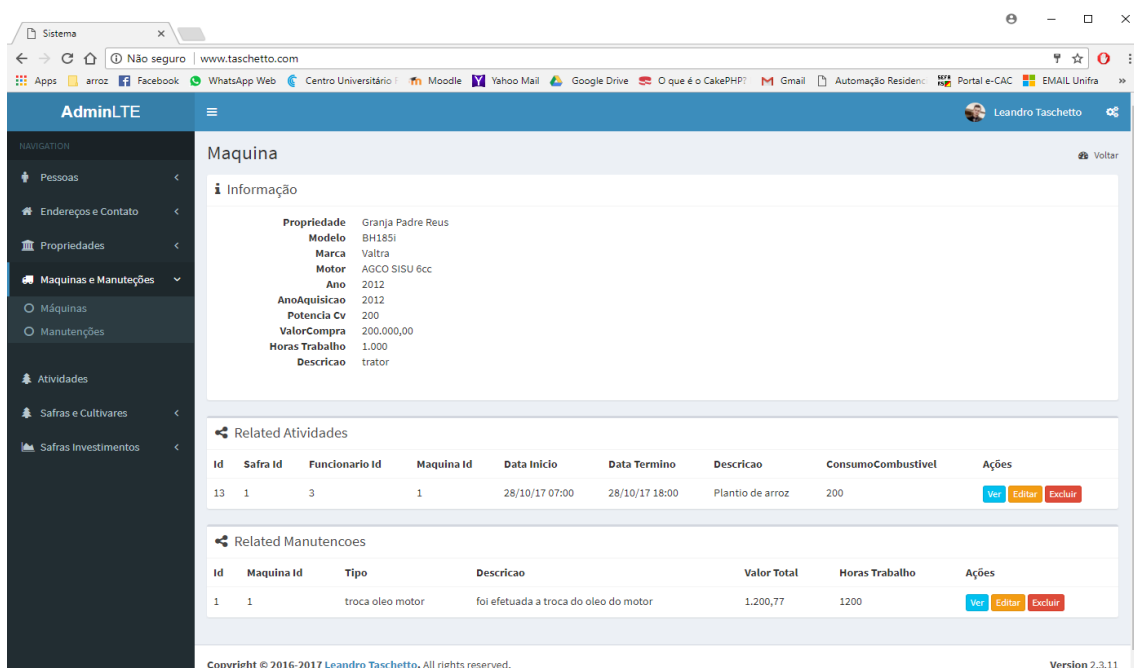 Sistema
Não seguro | www.taschetto.com
Apps arroz Facebook WhatsApp Web Centro Universitário Moodle Yahoo Mail Google Drive O que é o CakePHP? Gmail Automação Residenc Portal e-CAC EMAIL Unifra »
AdminLTE
Leandro Taschetto
NAVIGATION
Pessoas
Endereços e Contato
Propriedades
Maquinas e Manuteções
Máquinas
Manutenções
Atividades
Safras e Cultivares
Safras Investimentos
Maquina
Voltar
Informação
Propriedade Granja Padre Reus
Modelo BH185i
Marca Valtra
Motor AGCO SISU 6cc
Ano 2012
AnoAquisicao 2012
Potencia Cv 200
ValorCompra 200.000,00
Horas Trabalho 1.000
Descricao trator
Related Atividades
Id Safra Id Funcionario Id Maquina Id Data Inicio Data Termino Descricao ConsumoCombustivel Ações
13 1 3 1 28/10/17 07:00 28/10/17 18:00 Plantio de arroz 200 Ver Editar Excluir
Related Manutencoes
Id Maquina Id Tipo Descricao Valor Total Horas Trabalho Ações
1 1 troca oleo motor foi efetuada a troca do oleo do motor 1.200,77 1200 Ver Editar Excluir
Copyright © 2016-2017 Leandro Taschetto. All rights reserved.
Version 2.3.11